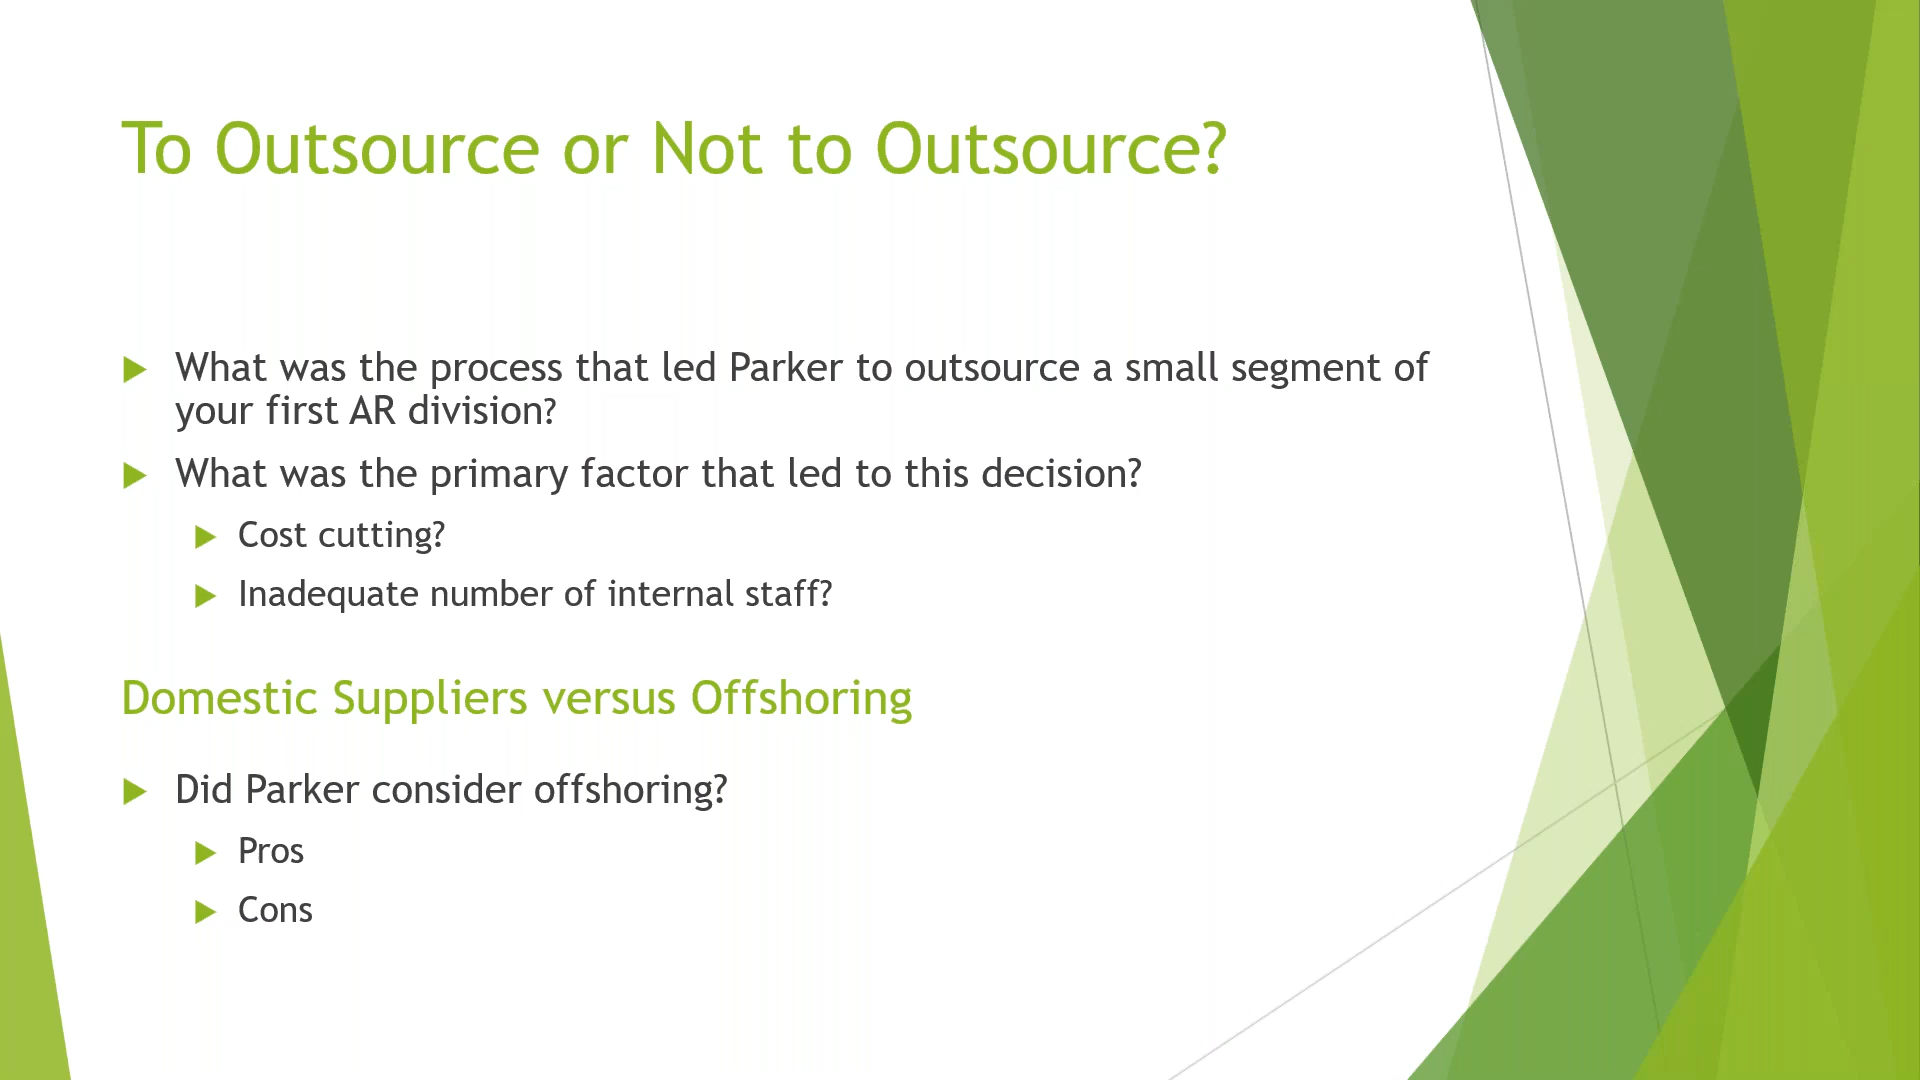 To Outsource or Not to Outsource?
What was the process that led Parker to outsource a small segment of
your first AR division?
What was the primary factor that led to this decision?
Cost cutting?
Inadequate number of internal staff?
Domestic Suppliers versus Offshoring
Did Parker consider offshoring?
Pros
Cons